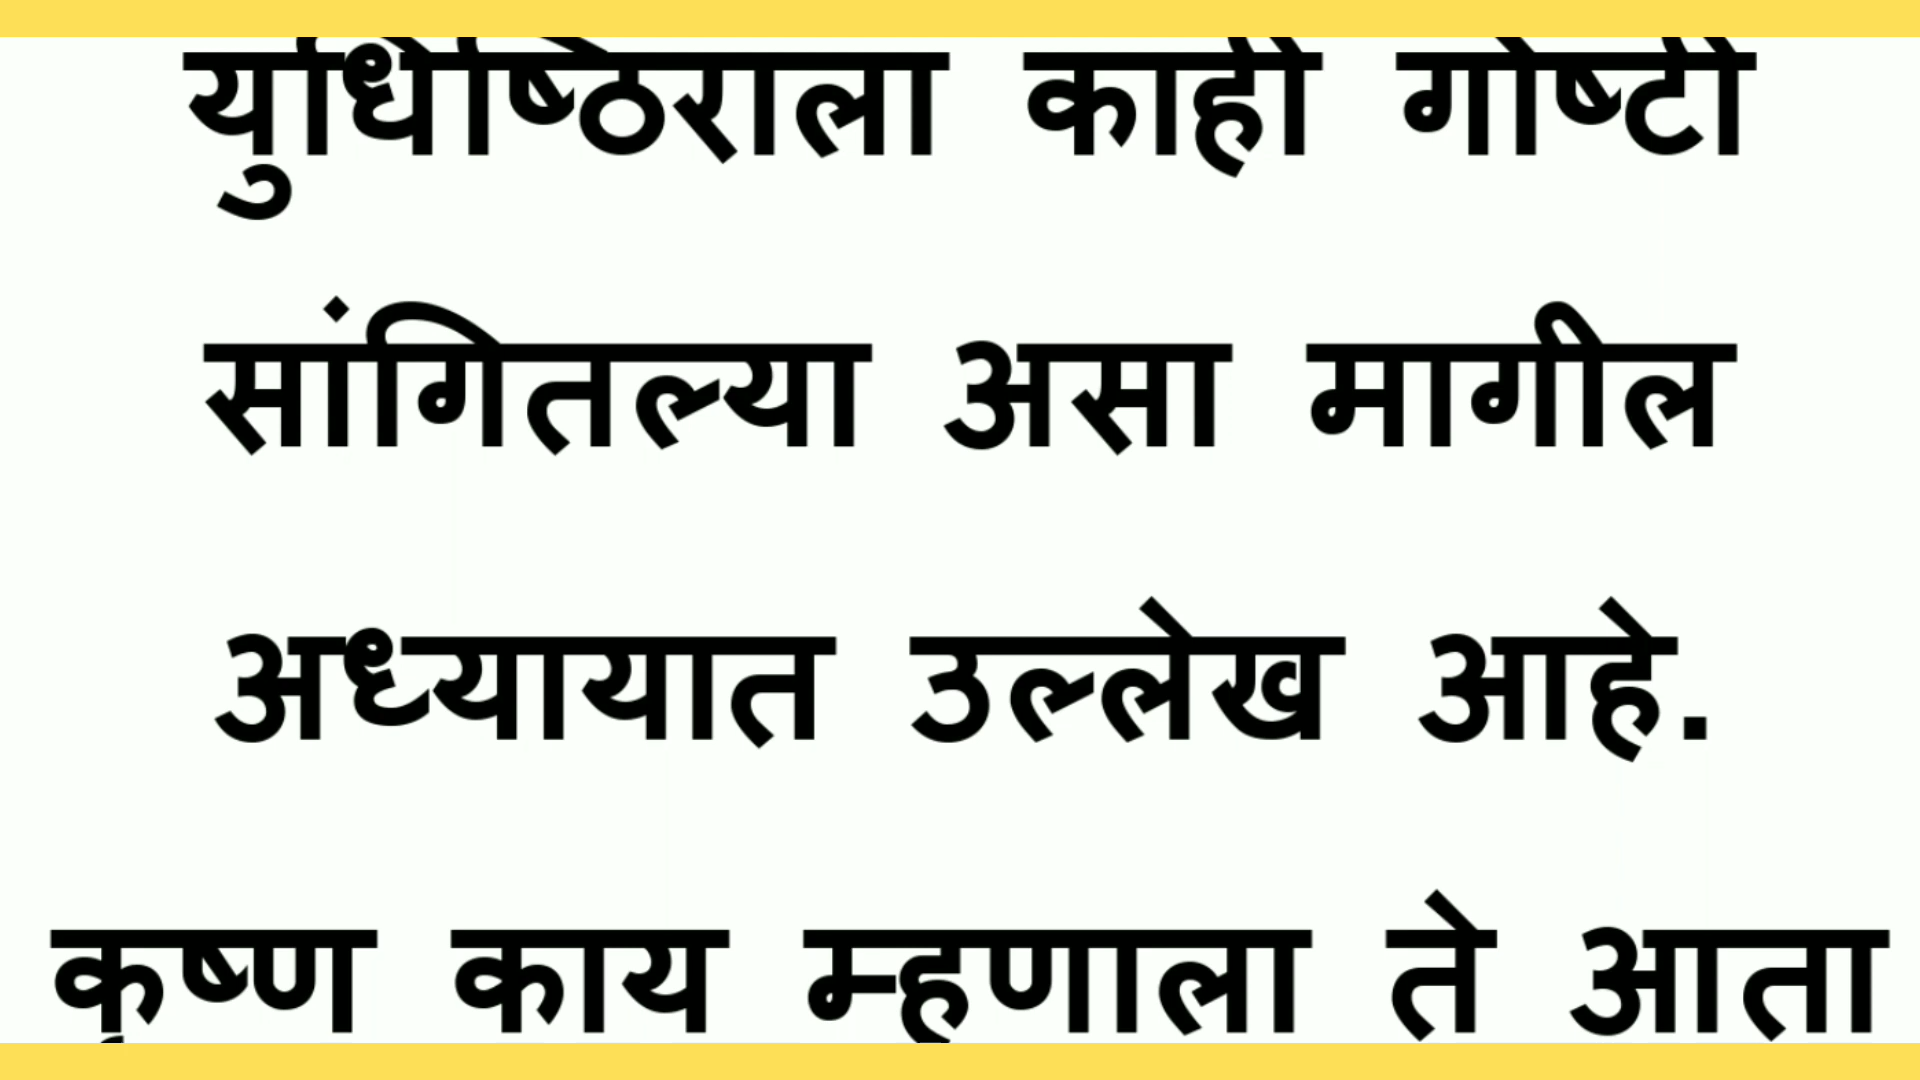 युधिष्ठिराला काही गोष्टी
सांगितल्या असा मागील
अध्यायात उल्लेख आहे.
कृष्ण काय म्हणाला ते आता